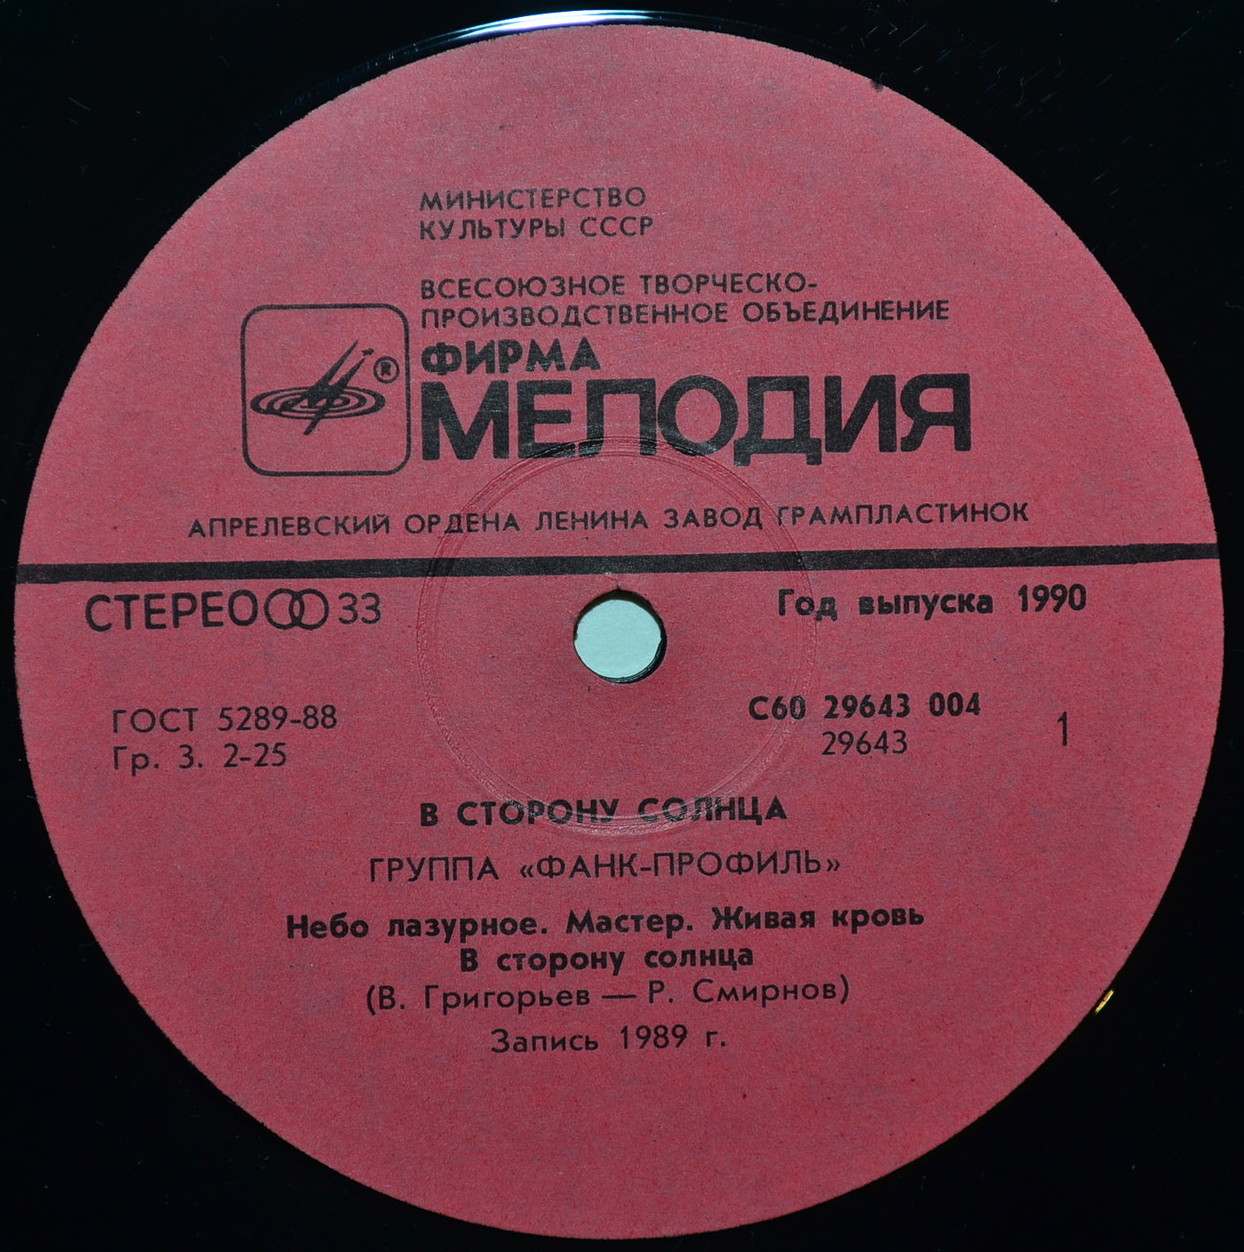 МИНИСТЕРСТВО
КУЛЬТУРЫ СССР
ВСЕСОЮЗНОЕ ТВОРЧЕСКО-
ПРОИЗВОДСТВЕННОЕ ОБЪЕДИНЕНИЕ
ФИРМА
®
МЕЛОДИЯ
АПРЕЛЕВСКИЙ ОРДЕНА ЛЕНИНА ЗАВОД ГРАМПЛАСТИНОК
СТЕРЕО 33
Год выпуска 1990
ГОСТ 5289-88
Гр. 3. 2-25
С60 29643 004
29643
1
В СТОРОНУ СОЛНЦА
ГРУППА «ФАНК-ПРОФИЛЬ»
Небо лазурное. Мастер. Живая кровь
В сторону солнца
(В. Григорьев — Р. Смирнов)
Запись 1989 г.